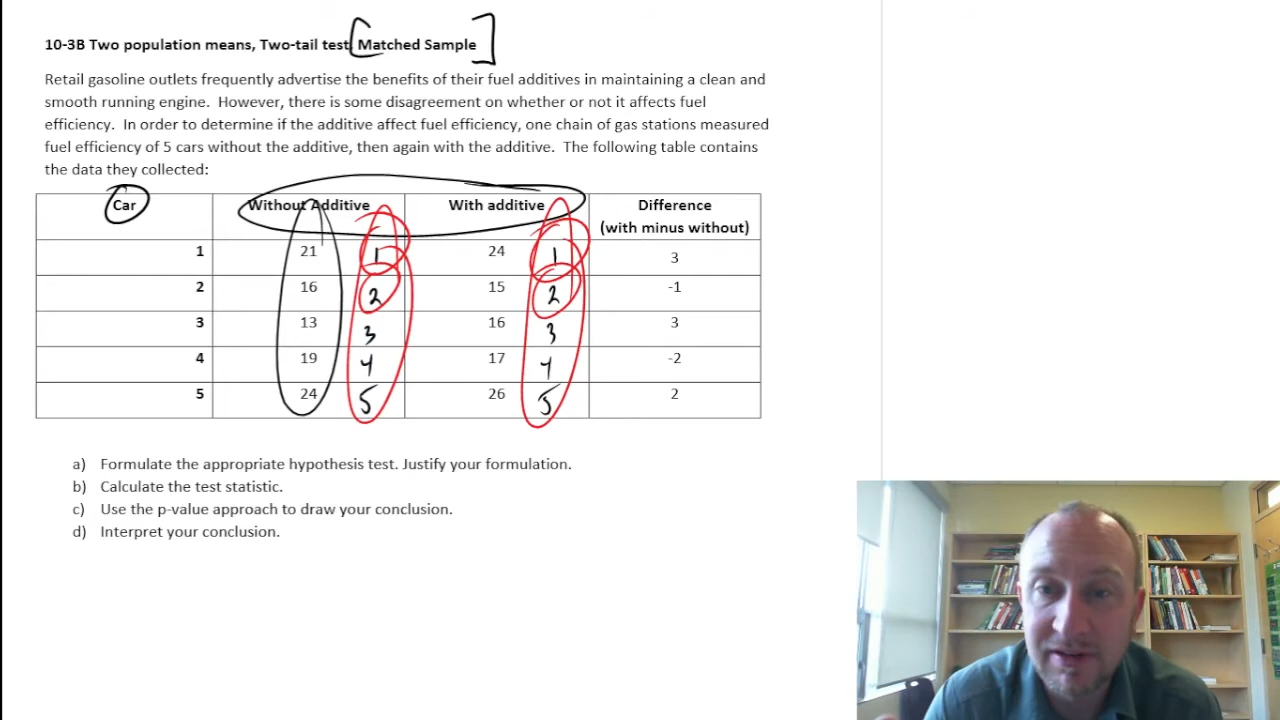 10-3B Two population means, Two-tail test [Matched Sample]
Retail gasoline outlets frequently advertise the benefits of their fuel additives in maintaining a clean and
smooth running engine. However, there is some disagreement on whether or not it affects fuel
efficiency. In order to determine if the additive affect fuel efficiency, one chain of gas stations measured
fuel efficiency of 5 cars without the additive, then again with the additive. The following table contains
the data they collected:
Car Without Additive With additive Difference
(with minus without)
1 21 1 24 1 3
2 16 2 15 2 -1
3 13 3 16 3 3
4 19 4 17 4 -2
5 24 5 26 5 2
a) Formulate the appropriate hypothesis test. Justify your formulation.
b) Calculate the test statistic.
c) Use the p-value approach to draw your conclusion.
d) Interpret your conclusion.